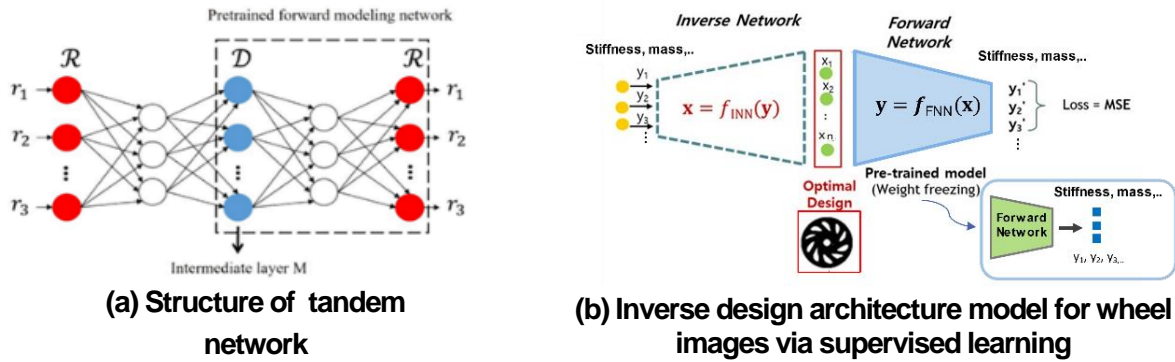 Pretrained forward modeling network
ℛ
𝒟
ℛ
r₁
r₁
r₂
r₂
r₃
r₃
Intermediate layer M
(a) Structure of tandem
network
Inverse Network
Forward
Network
Stiffness, mass,..
Stiffness, mass,..
y₁
y₂
y₃
x = f_INN(y)
x₁
x₂
xₙ
y = f_FNN(x)
y₁'
y₂'
y₃'
Loss = MSE
Optimal
Design
Pre-trained model
(Weight freezing)
Stiffness, mass,..
Forward
Network
y₁, y₂, y₃,..
(b) Inverse design architecture model for wheel
images via supervised learning